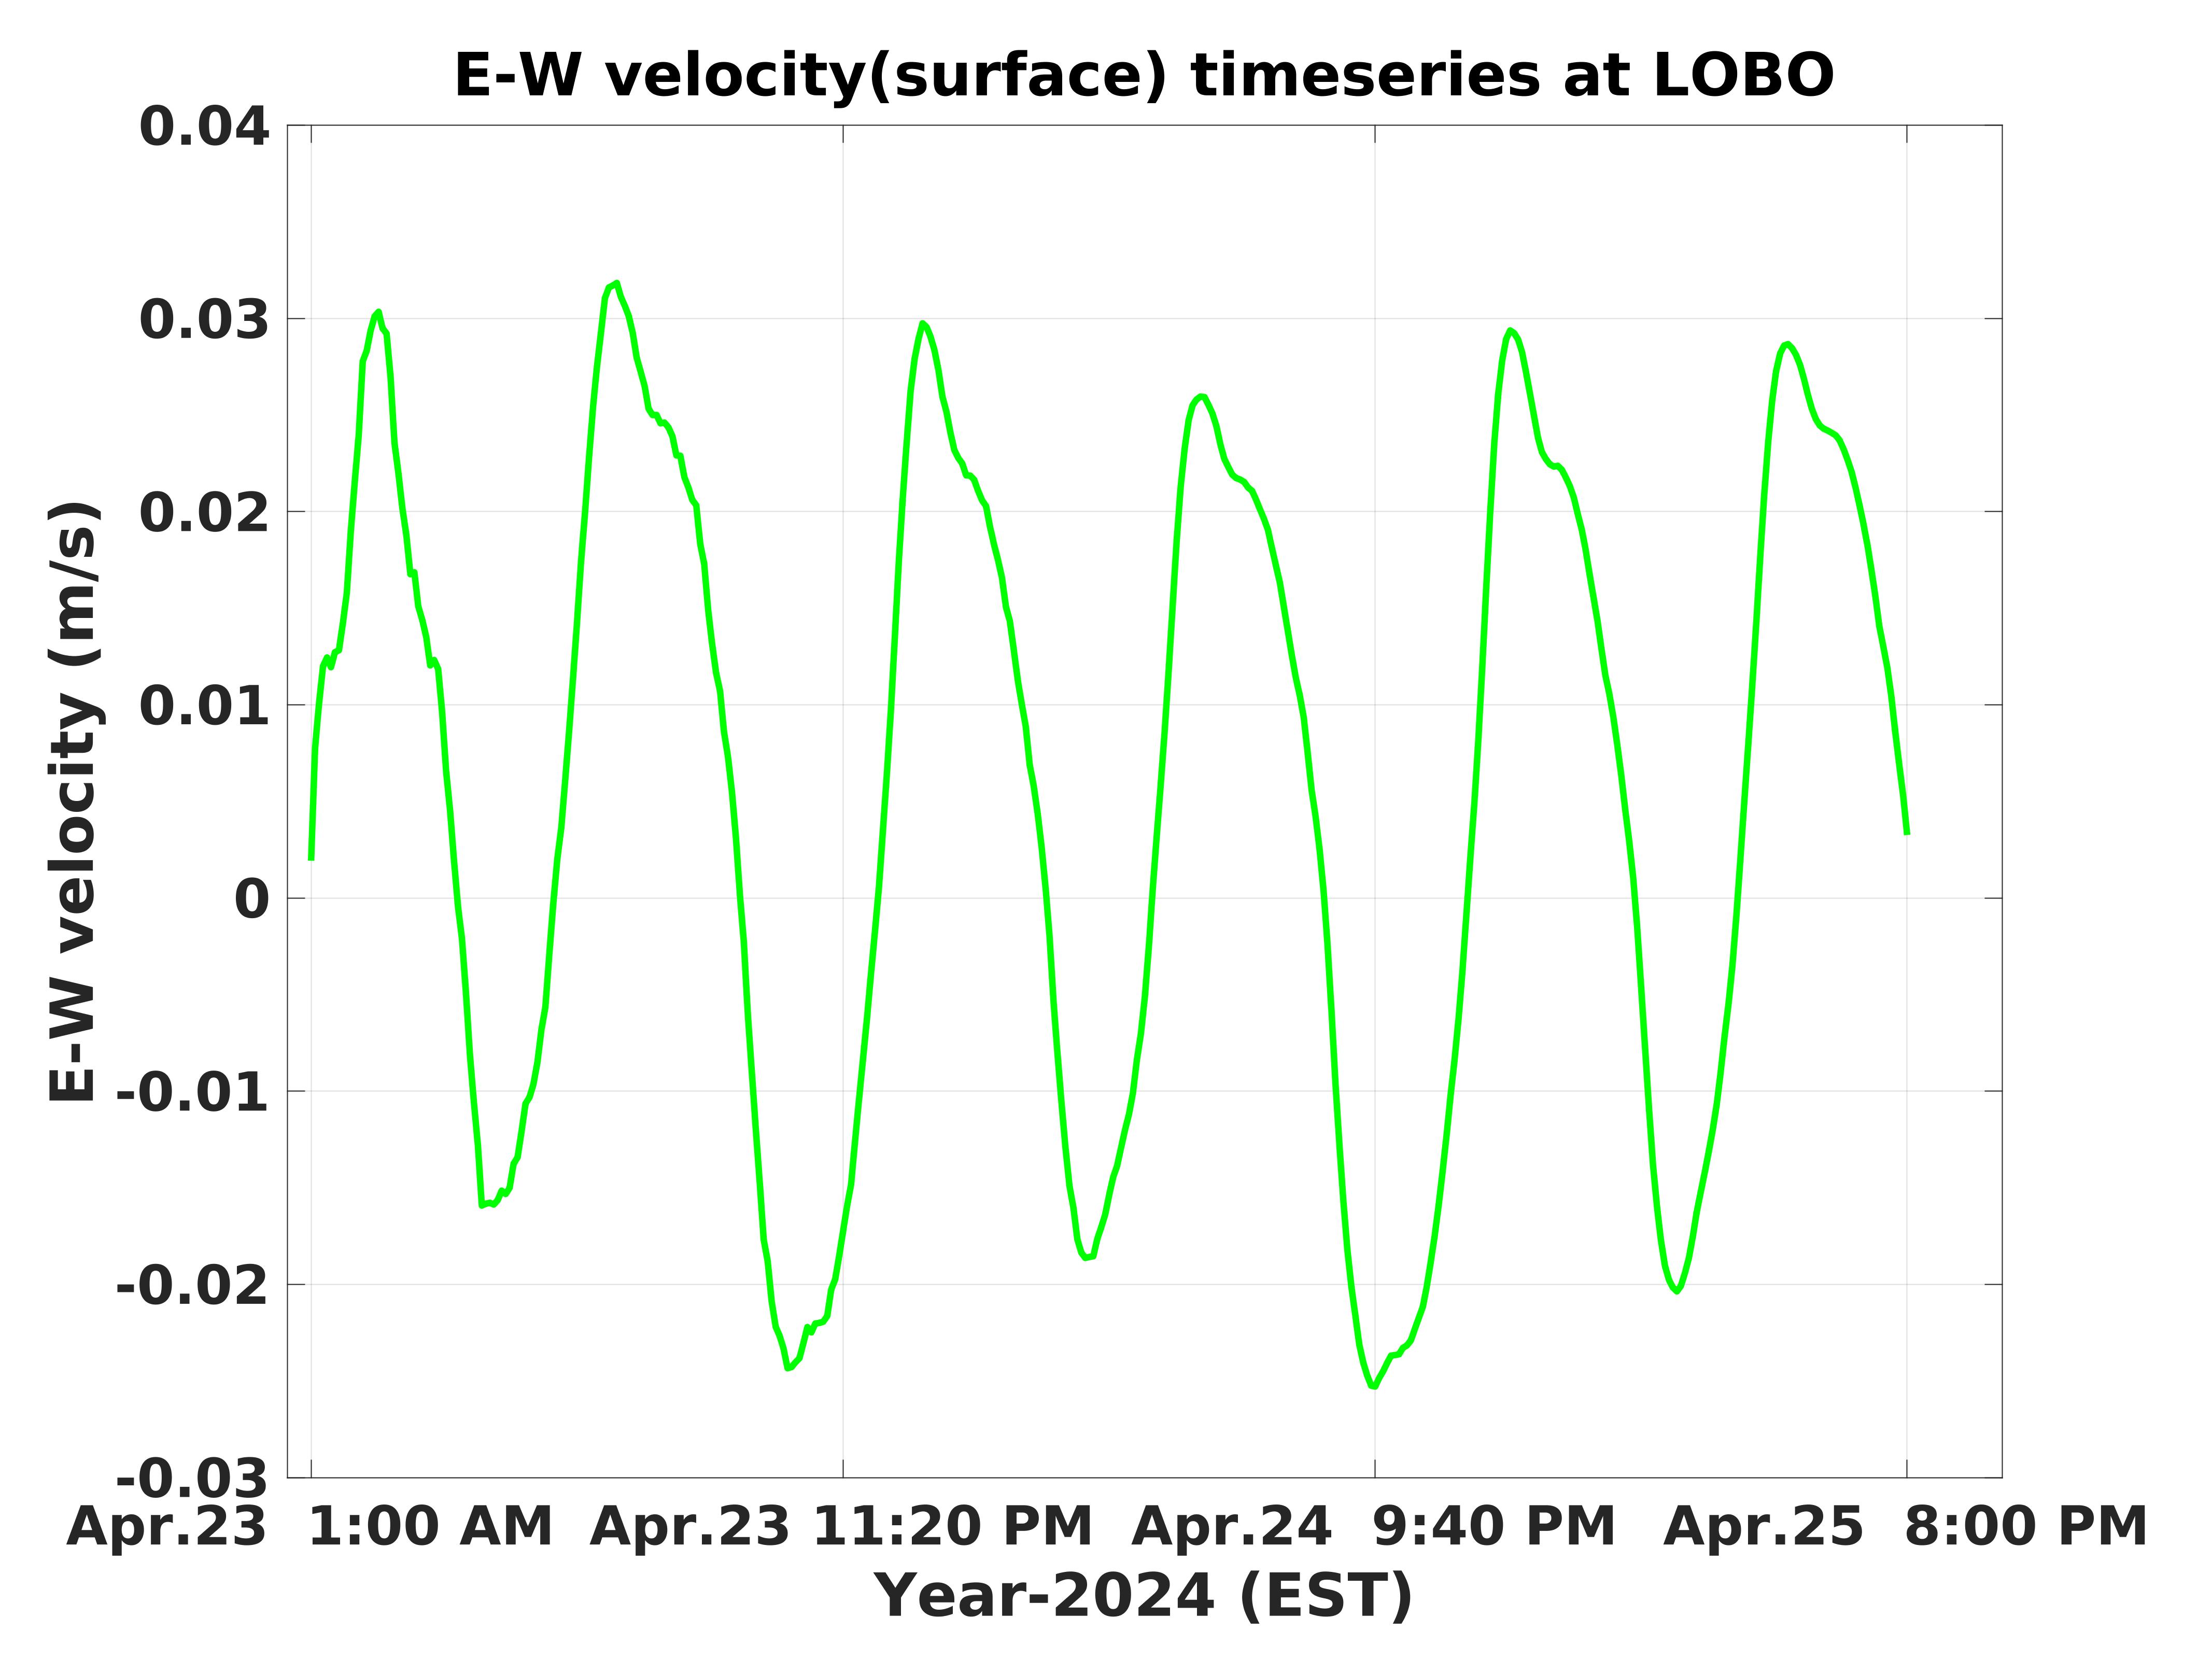 E-W velocity(surface) timeseries at LOBO
E-W velocity (m/s)
0.04
0.03
0.02
0.01
0
-0.01
-0.02
-0.03
Apr.23 1:00 AM Apr.23 11:20 PM Apr.24 9:40 PM Apr.25 8:00 PM
Year-2024 (EST)